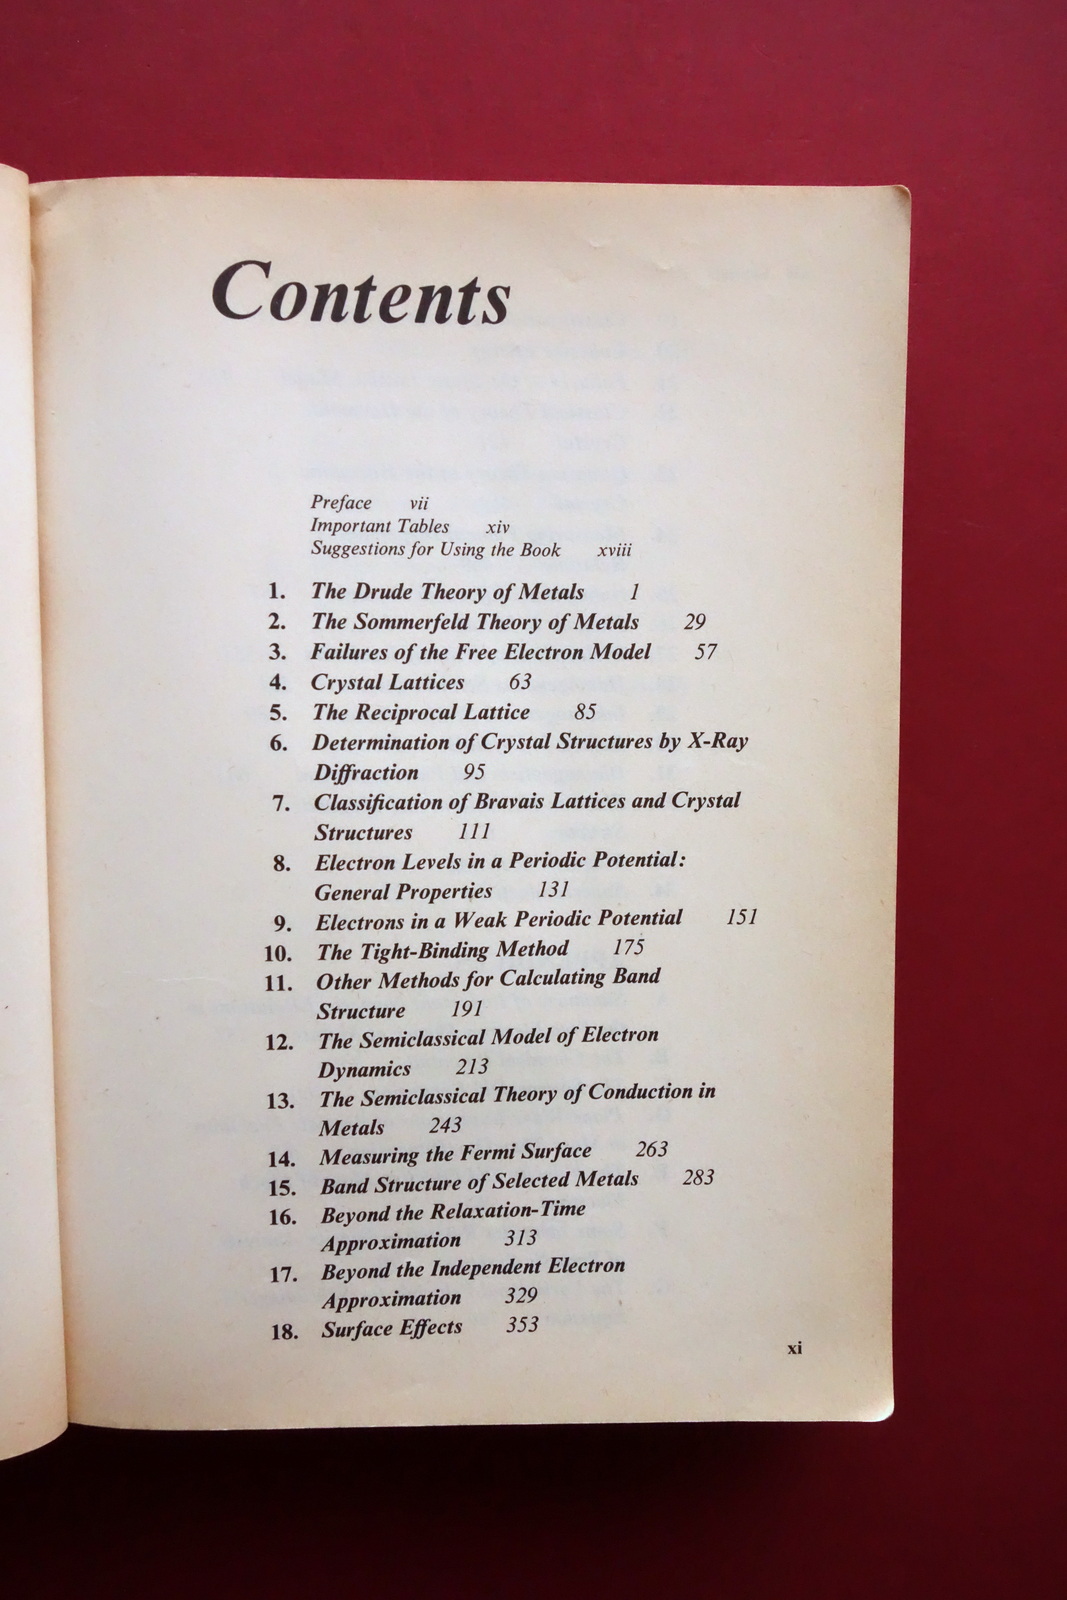 Contents
Preface vii
Important Tables xiv
Suggestions for Using the Book xviii
1. The Drude Theory of Metals 1
2. The Sommerfeld Theory of Metals 29
3. Failures of the Free Electron Model 57
4. Crystal Lattices 63
5. The Reciprocal Lattice 85
6. Determination of Crystal Structures by X-Ray
Diffraction 95
7. Classification of Bravais Lattices and Crystal
Structures 111
8. Electron Levels in a Periodic Potential:
General Properties 131
9. Electrons in a Weak Periodic Potential 151
10. The Tight-Binding Method 175
11. Other Methods for Calculating Band
Structure 191
12. The Semiclassical Model of Electron
Dynamics 213
13. The Semiclassical Theory of Conduction in
Metals 243
14. Measuring the Fermi Surface 263
15. Band Structure of Selected Metals 283
16. Beyond the Relaxation-Time
Approximation 313
17. Beyond the Independent Electron
Approximation 329
18. Surface Effects 353
xi